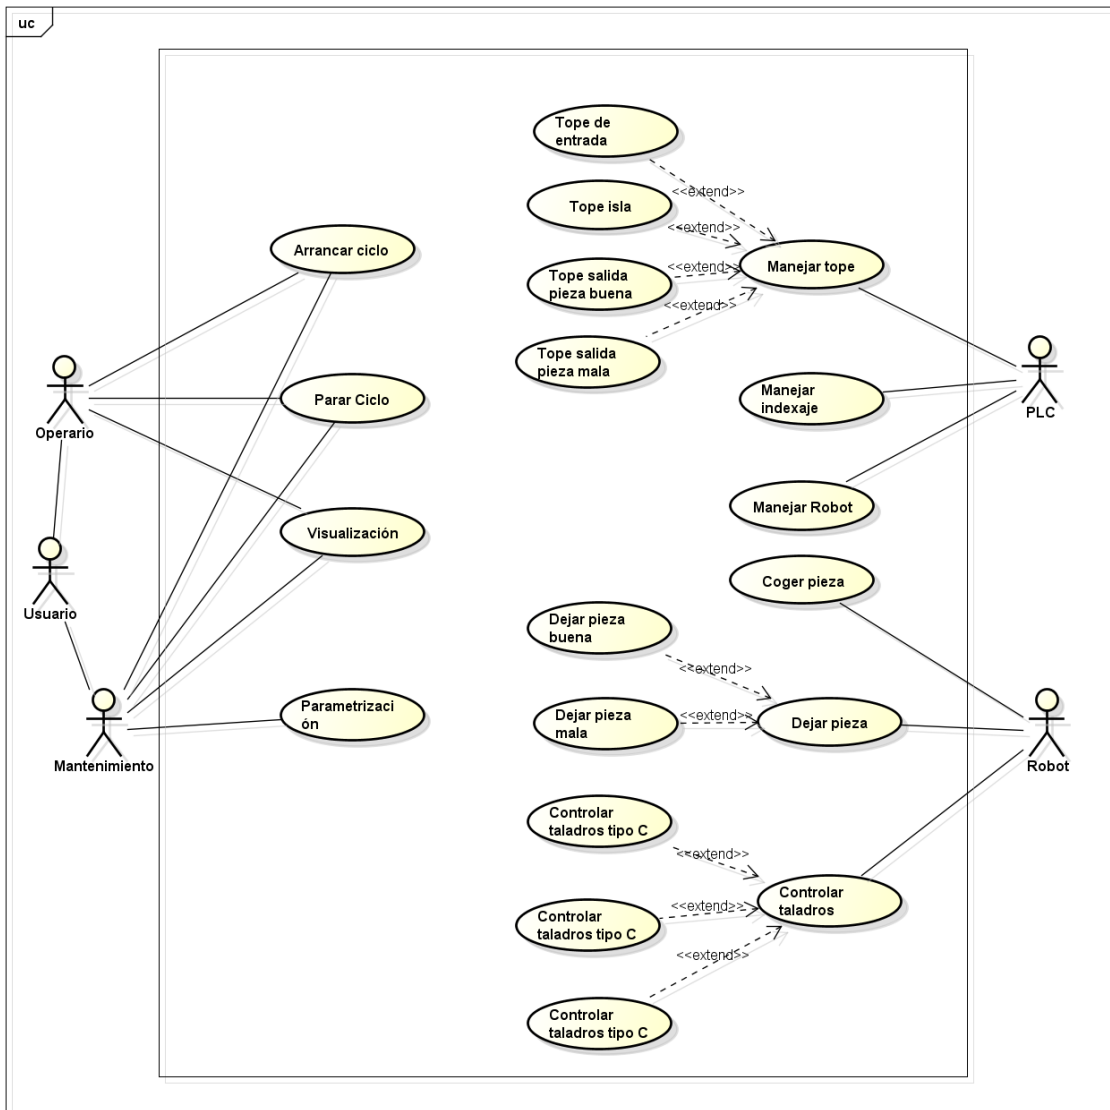 uc
Tope de
entrada
<<extend>>
Tope isla
<<extend>>
Arrancar ciclo
Manejar tope
Tope salida
pieza buena
<<extend>>
<<extend>>
Tope salida
pieza mala
Operario
Parar Ciclo
Manejar
indexaje
PLC
Manejar Robot
Visualización
Coger pieza
Usuario
Dejar pieza
buena
<<extend>>
Parametrizaci
ón
Dejar pieza
mala
<<extend>>
Dejar pieza
Mantenimiento
Robot
Controlar
taladros tipo C
<<extend>>
Controlar
taladros
Controlar
taladros tipo C
<<extend>>
<<extend>>
Controlar
taladros tipo C